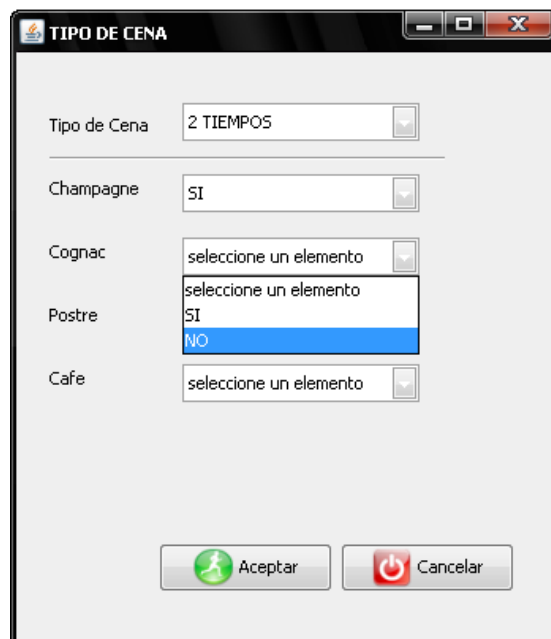 TIPO DE CENA
Tipo de Cena 2 TIEMPOS
Champagne SI
Cognac seleccione un elemento
seleccione un elemento
Postre SI
NO
Cafe seleccione un elemento
Aceptar Cancelar